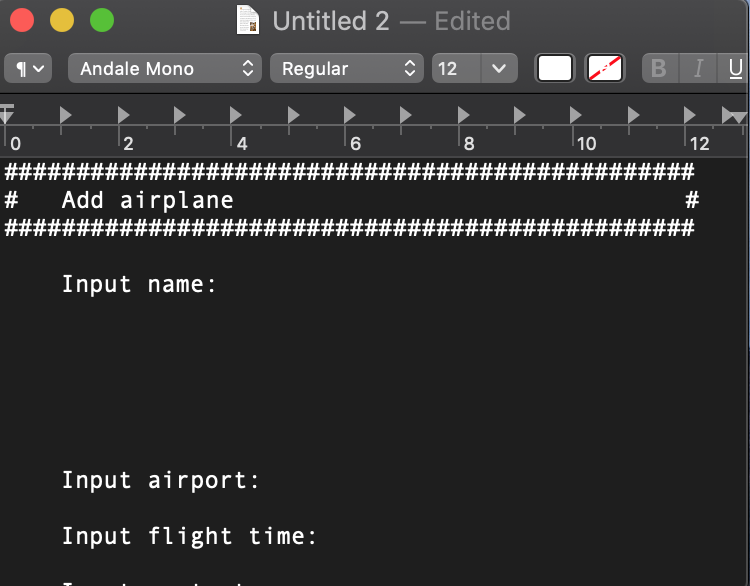 Untitled 2 — Edited
¶ Andale Mono Regular 12 B I U
0 2 4 6 8 10 12
################################################
#   Add airplane                               #
################################################
Input name:
Input airport:
Input flight time: